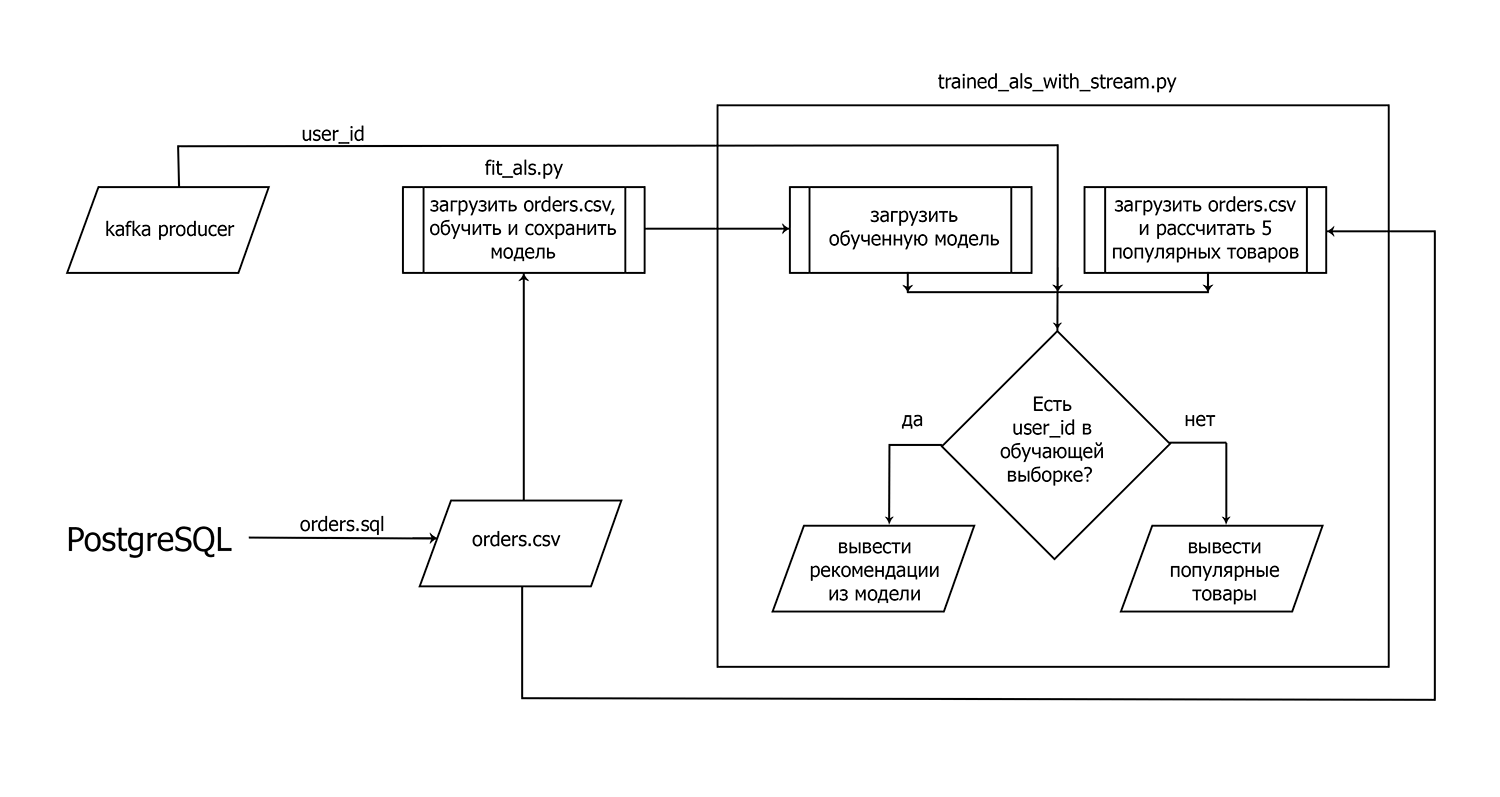 trained_als_with_stream.py
user_id
fit_als.py
kafka producer
загрузить orders.csv,
обучить и сохранить
модель
загрузить
обученную модель
загрузить orders.csv
и рассчитать 5
популярных товаров
да
Есть
user_id в
обучающей
выборке?
нет
PostgreSQL
orders.sql
orders.csv
вывести
рекомендации
из модели
вывести
популярные
товары